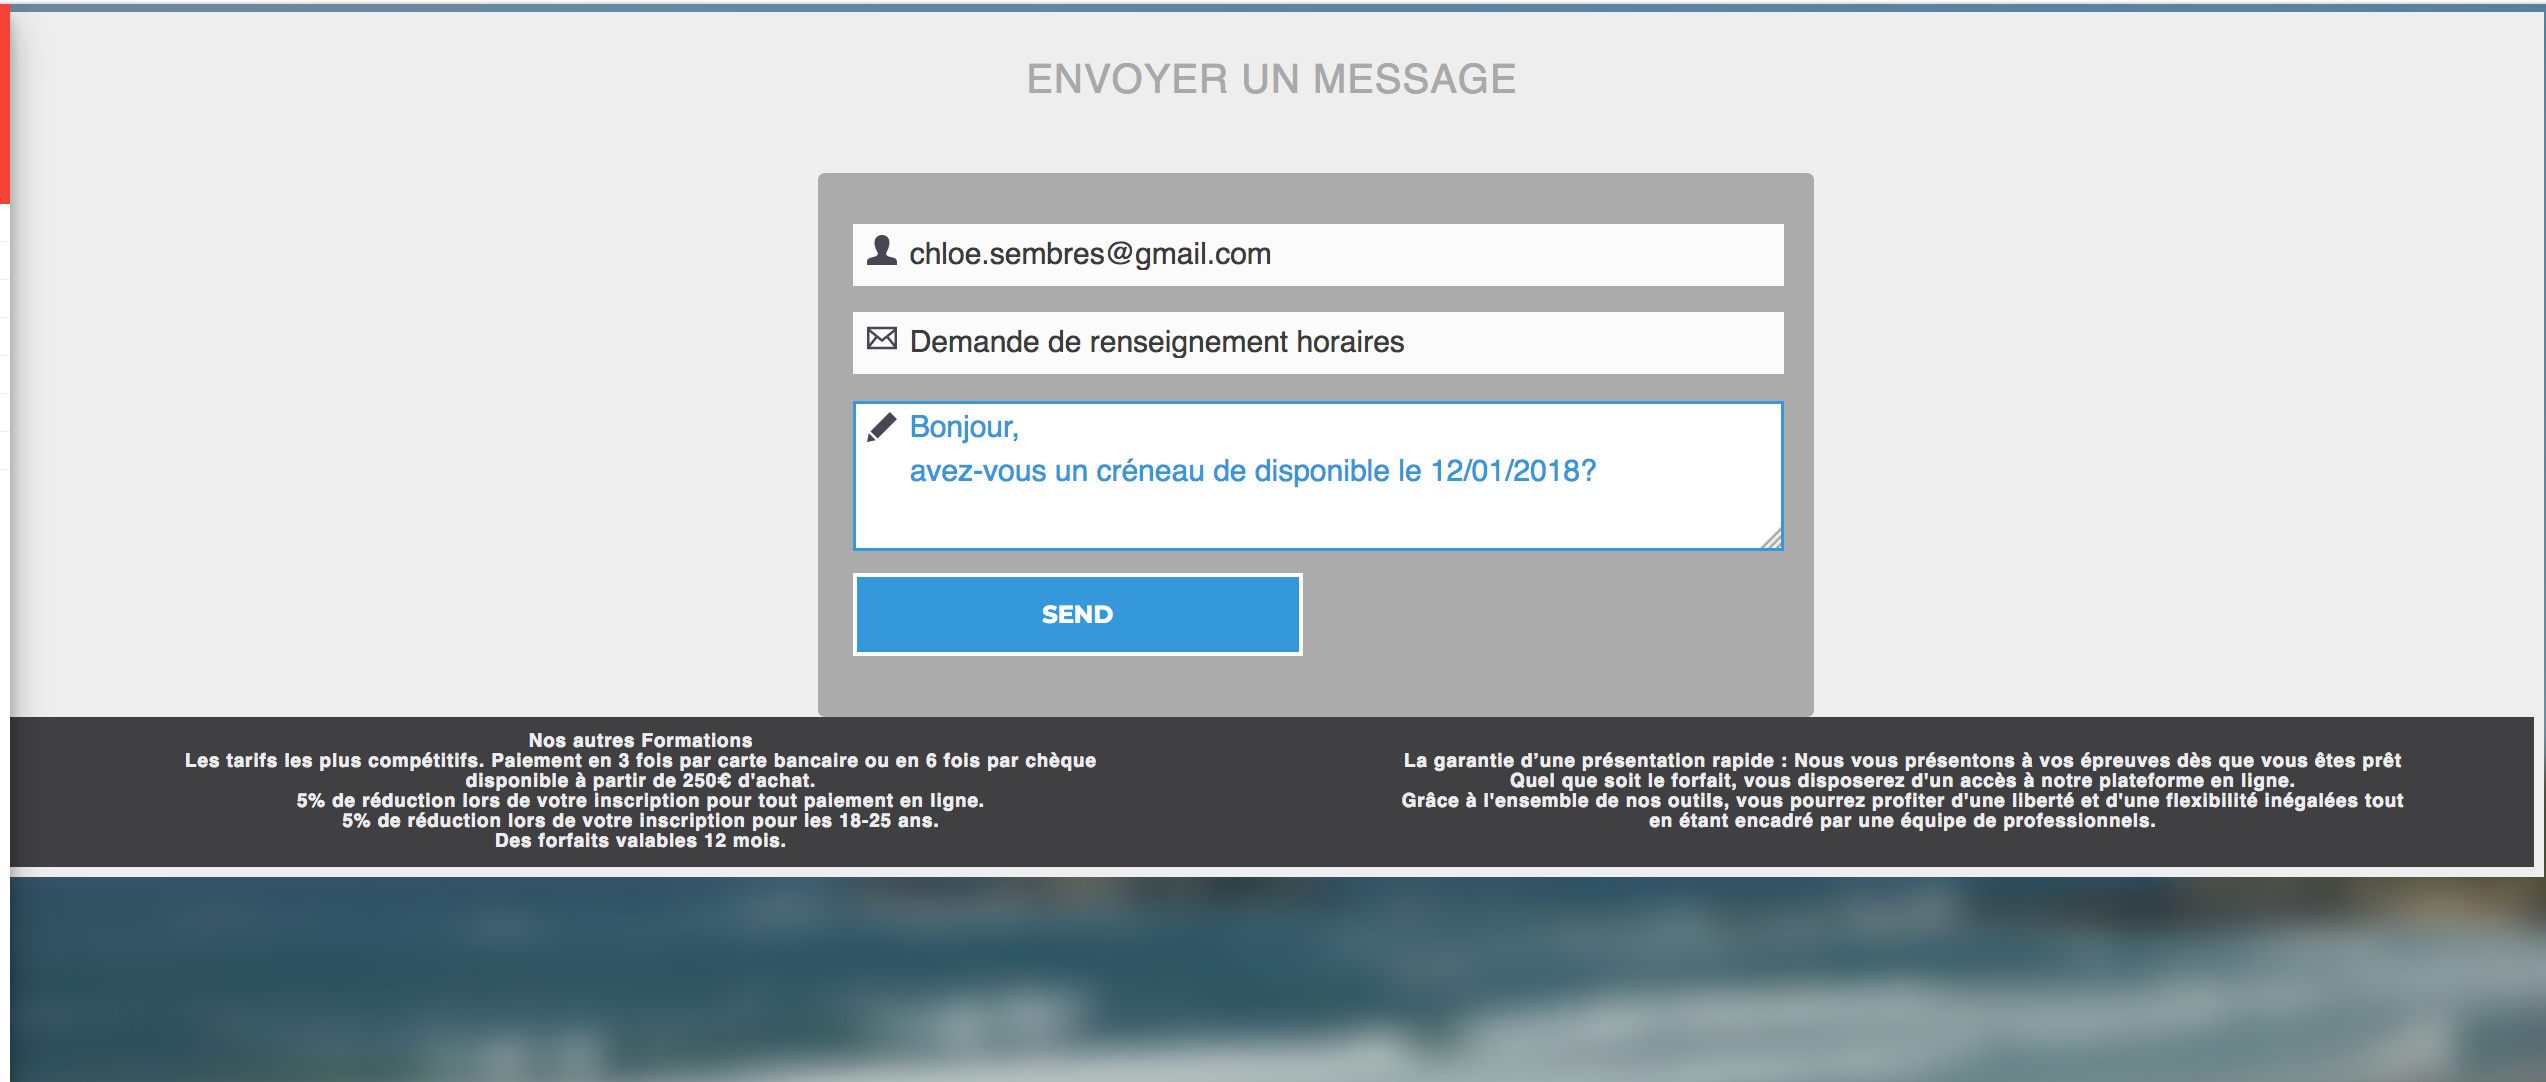 ENVOYER UN MESSAGE
chloe.sembres@gmail.com
Demande de renseignement horaires
Bonjour,
avez-vous un créneau de disponible le 12/01/2018?
SEND
Nos autres Formations
Les tarifs les plus compétitifs. Paiement en 3 fois par carte bancaire ou en 6 fois par chèque
disponible à partir de 250€ d'achat.
5% de réduction lors de votre inscription pour tout paiement en ligne.
5% de réduction lors de votre inscription pour les 18-25 ans.
Des forfaits valables 12 mois.
La garantie d’une présentation rapide : Nous vous présentons à vos épreuves dès que vous êtes prêt
Quel que soit le forfait, vous disposerez d'un accès à notre plateforme en ligne.
Grâce à l'ensemble de nos outils, vous pourrez profiter d'une liberté et d'une flexibilité inégalées tout
en étant encadré par une équipe de professionnels.